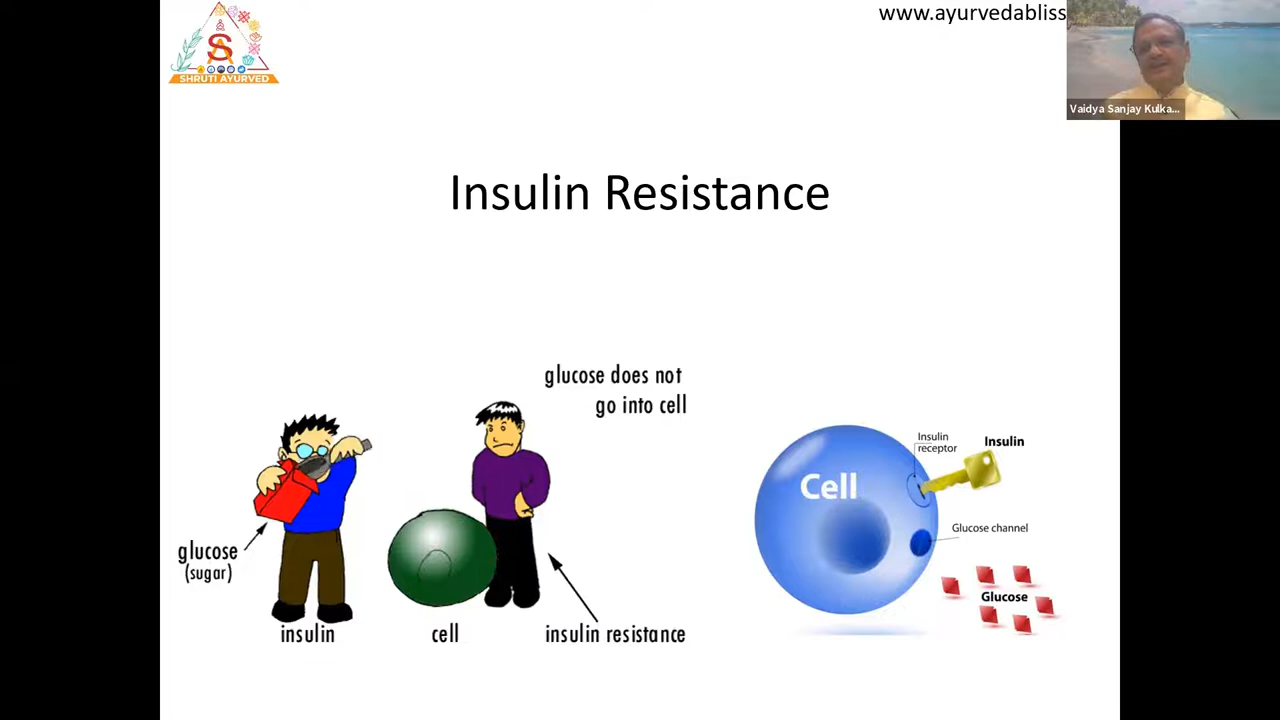 www.ayurvedabliss
SHRUTI AYURVED
Vaidya Sanjay Kulka...
Insulin Resistance
glucose does not
go into cell
glucose
(sugar)
insulin
cell
insulin resistance
Cell
Insulin
receptor
Insulin
Glucose channel
Glucose